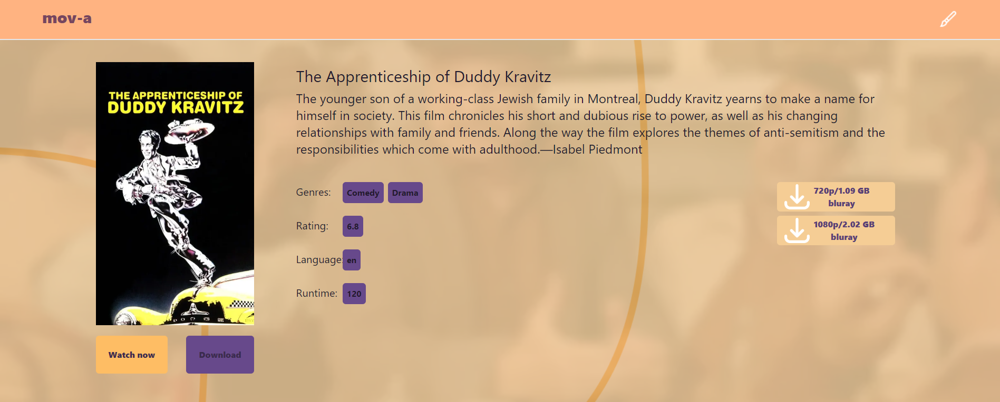 mov-a
THE APPRENTICESHIP OF
DUDDY KRAVITZ
The Apprenticeship of Duddy Kravitz
The younger son of a working-class Jewish family in Montreal, Duddy Kravitz yearns to make a name for
himself in society. This film chronicles his short and dubious rise to power, as well as his changing
relationships with family and friends. Along the way the film explores the themes of anti-semitism and the
responsibilities which come with adulthood.—Isabel Piedmont
Genres: Comedy Drama
Rating: 6.8
Language: en
Runtime: 120
720p/1.09 GB
bluray
1080p/2.02 GB
bluray
Watch now
Download